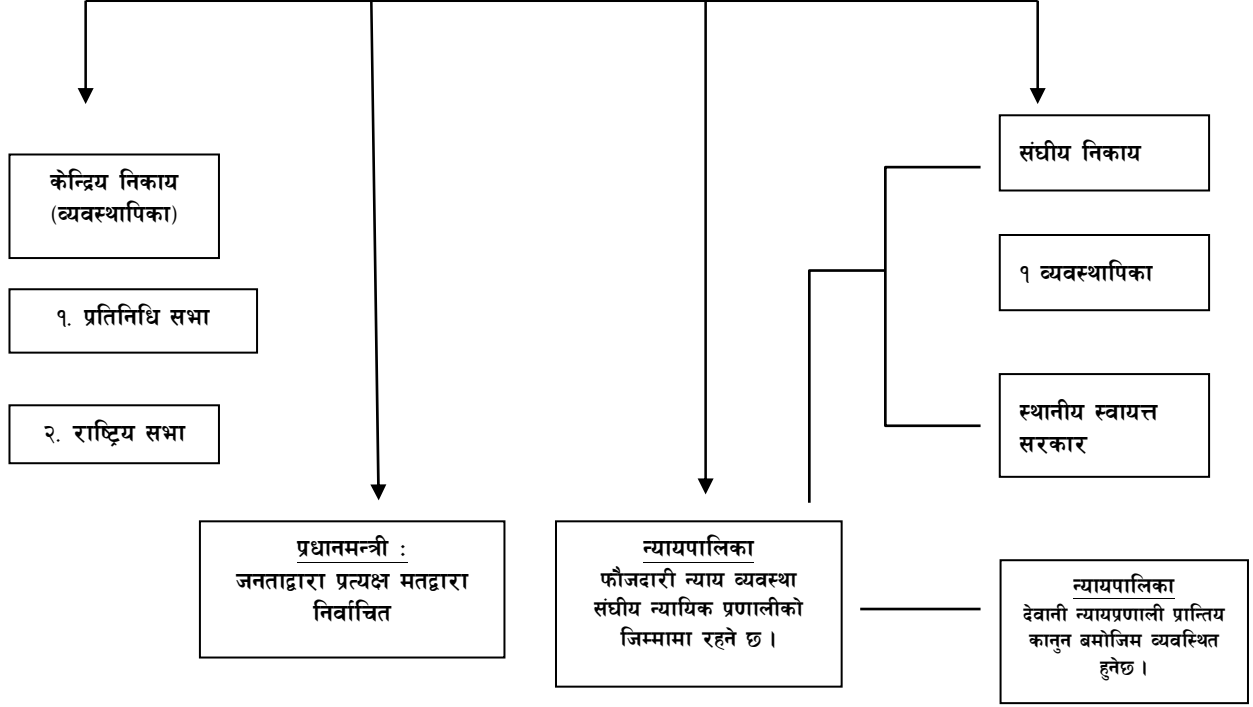 केन्द्रिय निकाय
(व्यवस्थापिका)
१. प्रतिनिधि सभा
२. राष्ट्रिय सभा
प्रधानमन्त्री :
जनताद्वारा प्रत्यक्ष मतद्वारा
निर्वाचित
न्यायपालिका
फौजदारी न्याय व्यवस्था
संघीय न्यायिक प्रणालीको
जिम्मामा रहने छ ।
संघीय निकाय
१ व्यवस्थापिका
स्थानीय स्वायत्त
सरकार
न्यायपालिका
देवानी न्यायप्रणाली प्रान्तिय
कानुन बमोजिम व्यवस्थित
हुनेछ ।